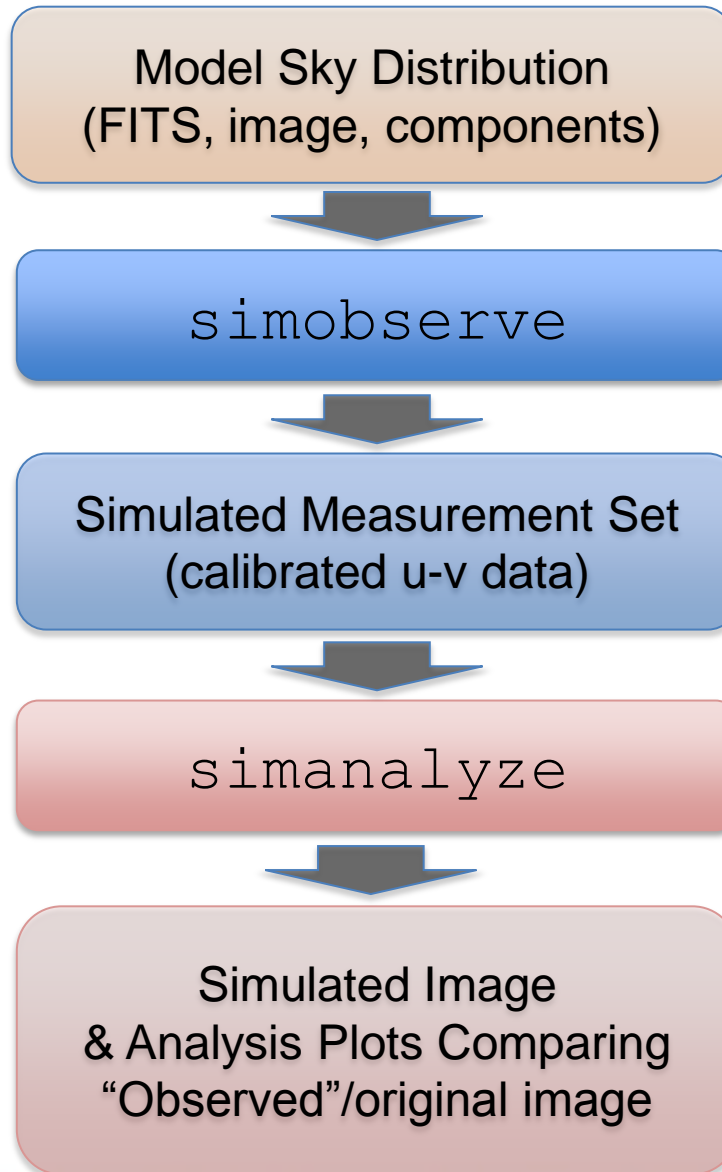 Model Sky Distribution
(FITS, image, components)
simobserve
Simulated Measurement Set
(calibrated u-v data)
simanalyze
Simulated Image
& Analysis Plots Comparing
“Observed”/original image